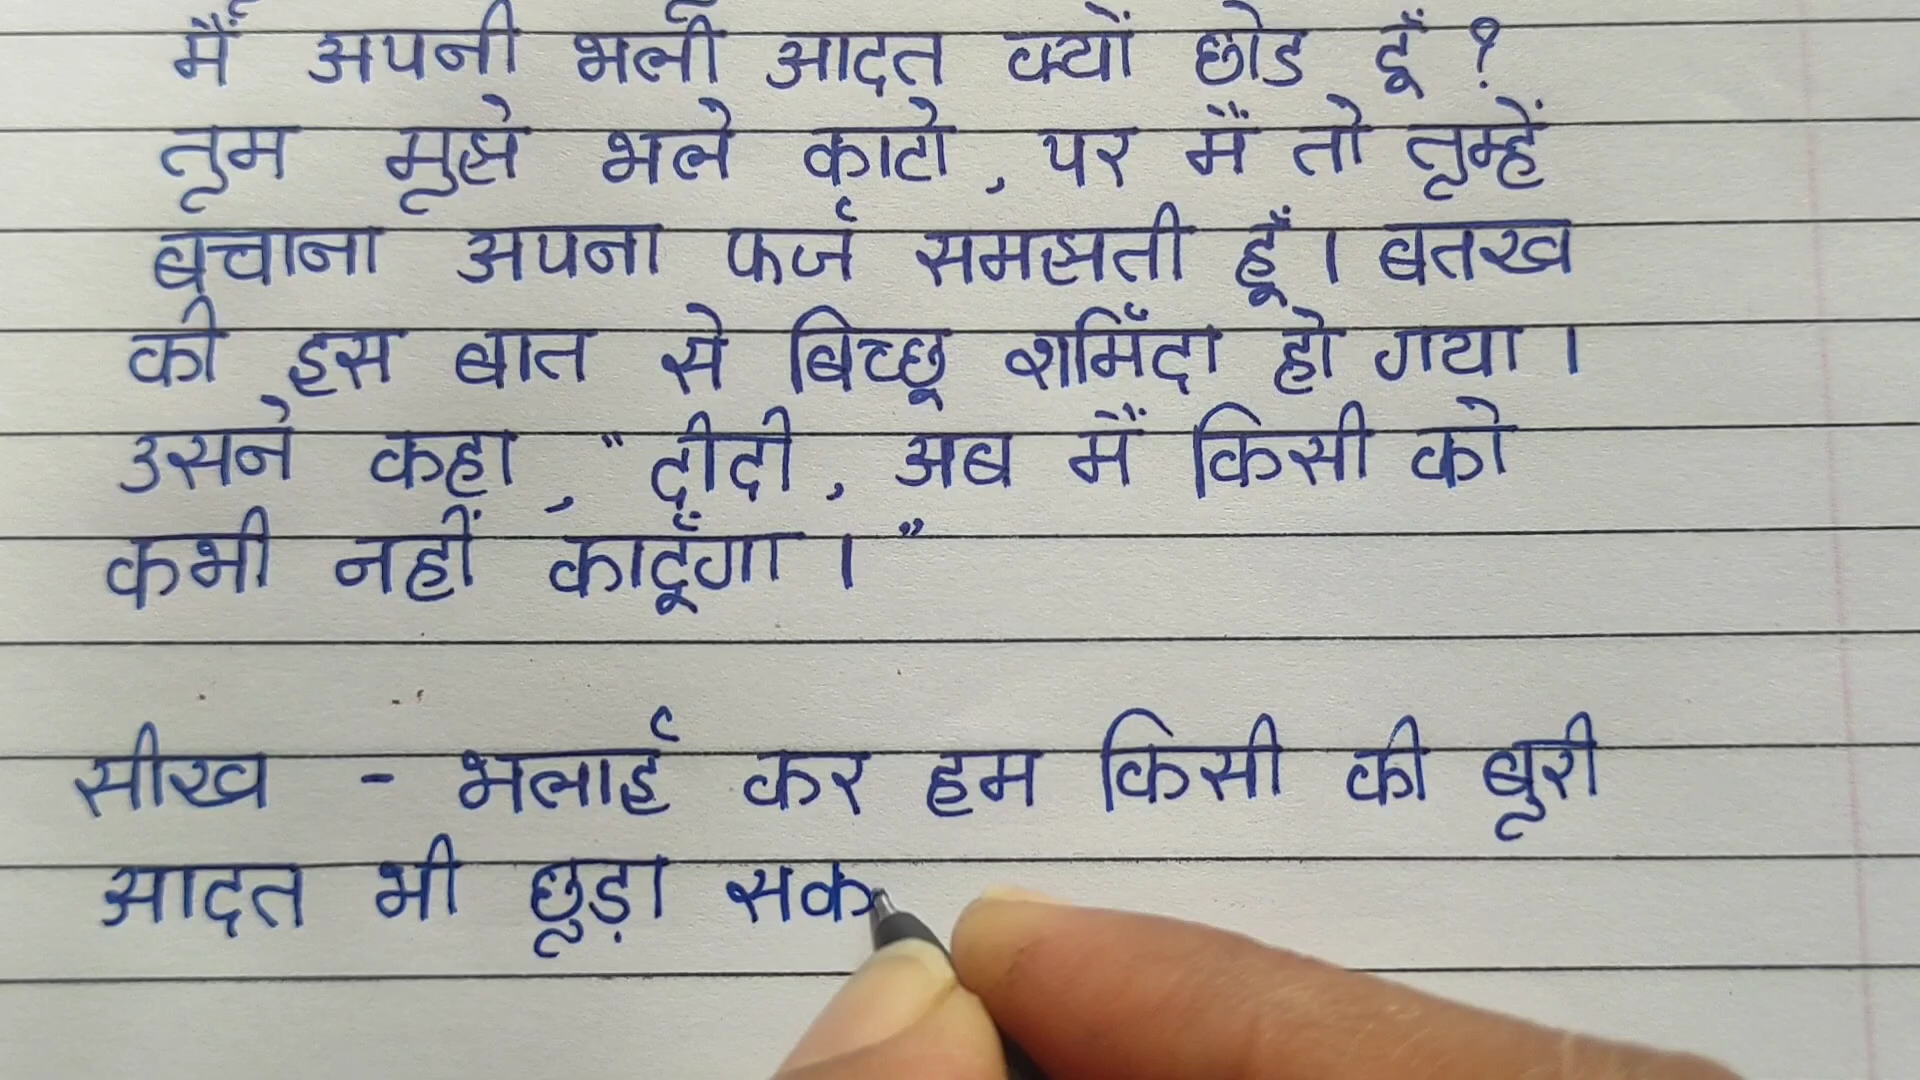 मैं अपनी भली आदत क्यों छोड दूँ ?
तुम मुझे भले काटो, पर मैं तो तुम्हें
बचाना अपना फर्ज समझती हूँ । बतख
की इस बात से बिच्छू शर्मिंदा हो गया ।
उसने कहा, "दीदी, अब मैं किसी को
कभी नहीं काटूँगा ।"
सीख - भलाई कर हम किसी की बुरी
आदत भी छुड़ा सक